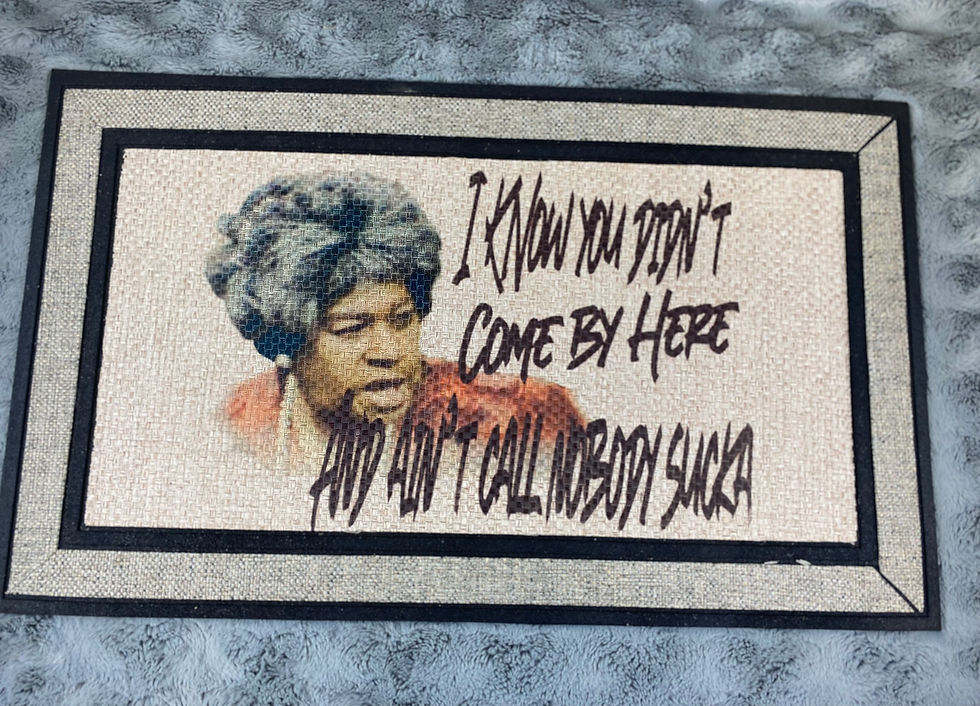 I KNOW YOU DIDN'T
COME BY HERE
AND AIN'T CALL NOBODY SUCKA